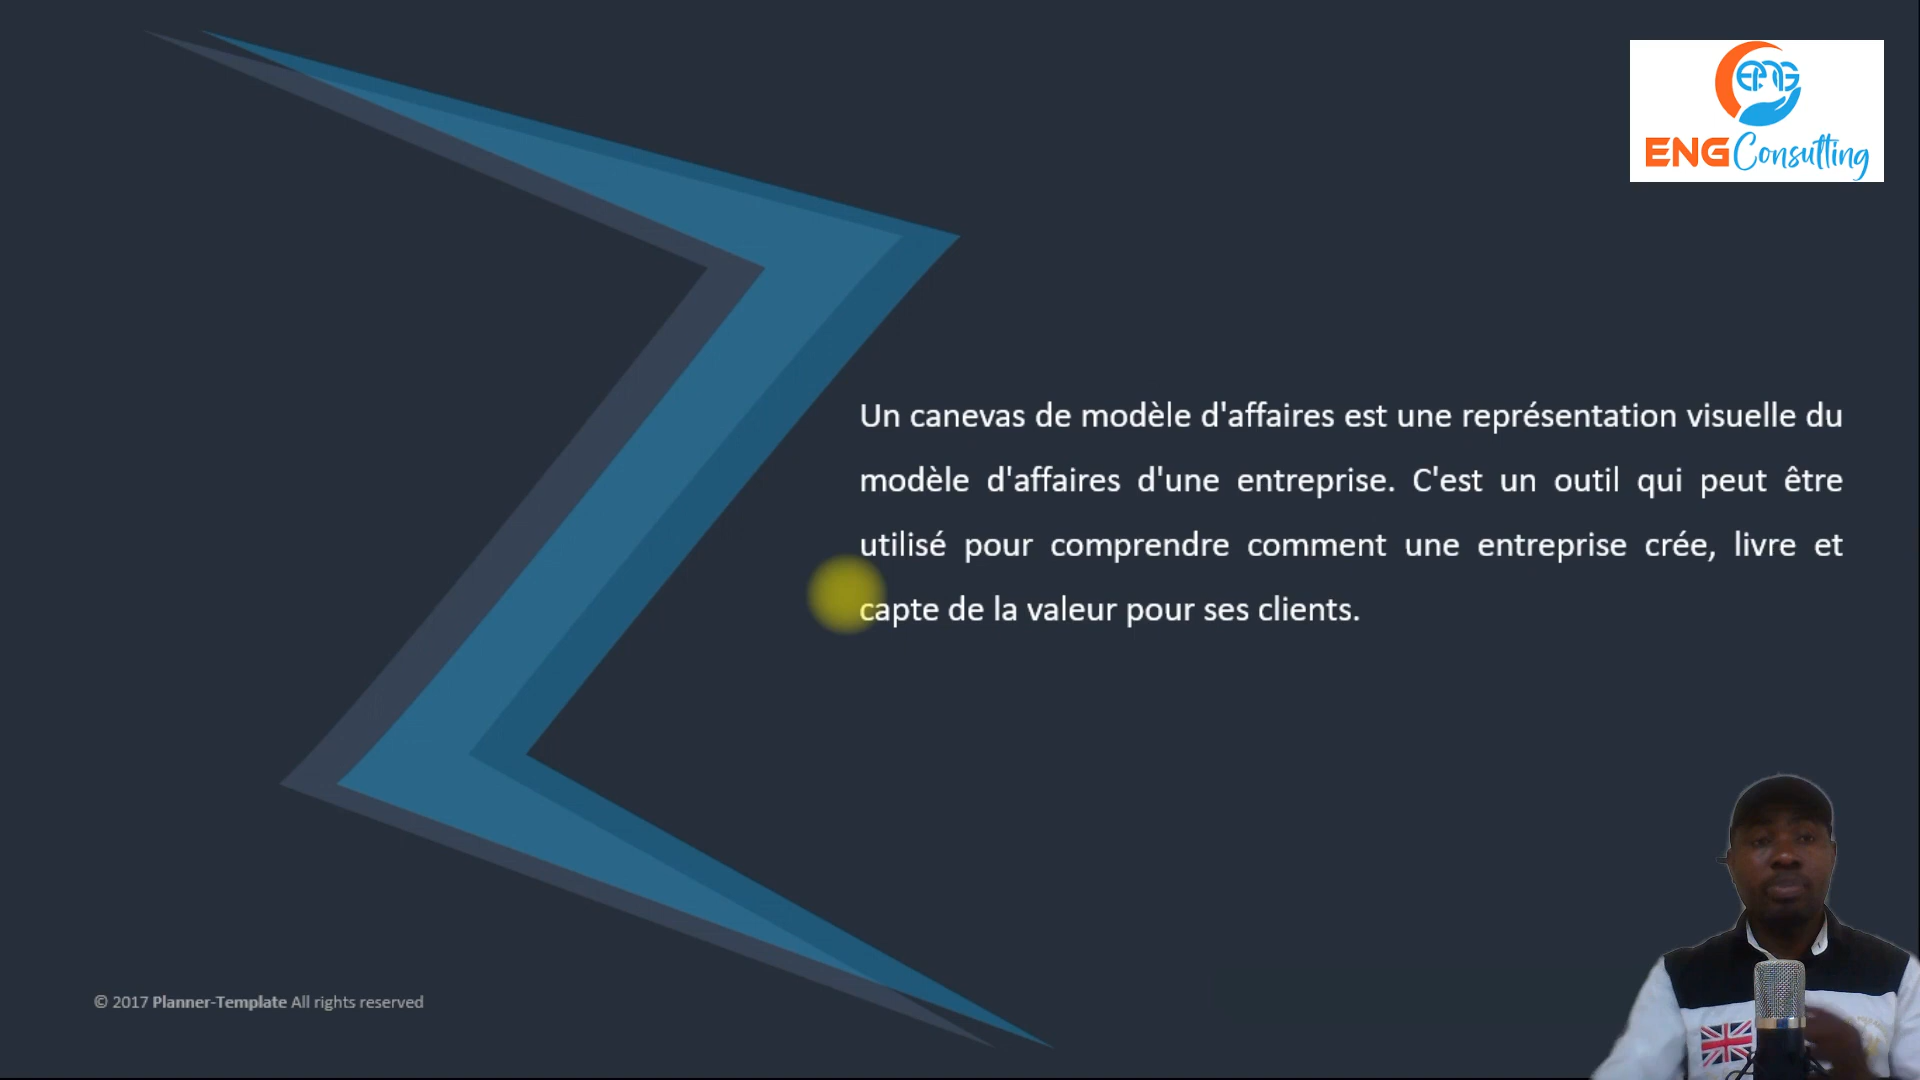 ENG
ENG Consulting
Un canevas de modèle d'affaires est une représentation visuelle du
modèle d'affaires d'une entreprise. C'est un outil qui peut être
utilisé pour comprendre comment une entreprise crée, livre et
capte de la valeur pour ses clients.
© 2017 Planner-Template All rights reserved